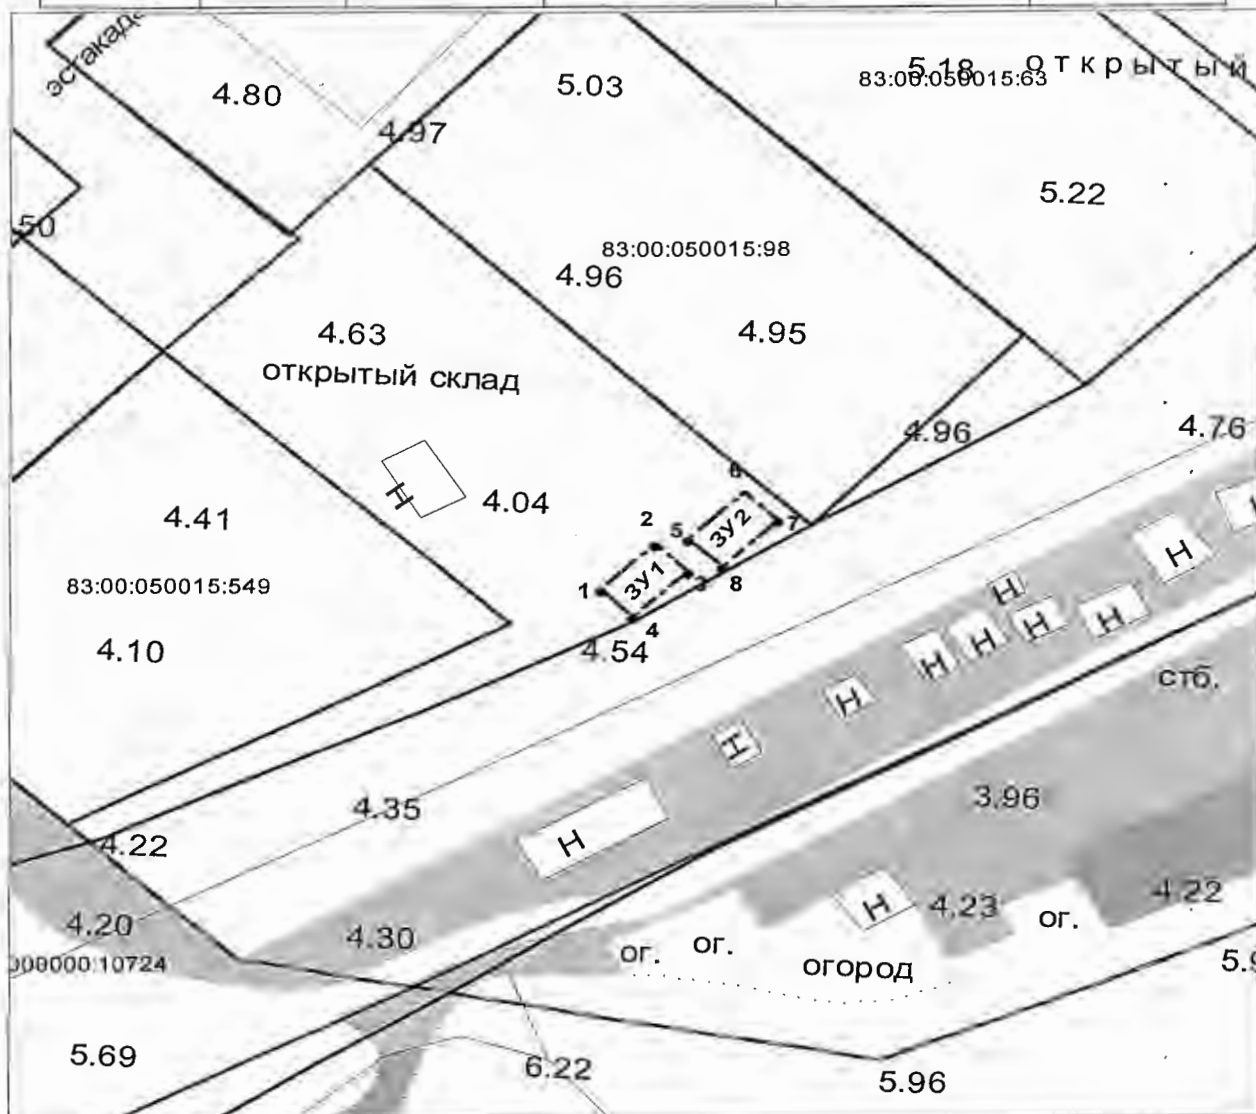 эстакада
4.80
5.03
5.18
открытый
83:00:050015:63
4.97
5.22
50
83:00:050015:98
4.96
4.63
4.95
открытый склад
4.96
4.76
4.41
Н
4.04
6
7
2
5
ЗУ2
83:00:050015:549
1
ЗУ1
3
8
4
4.10
4.54
Н
Н
Н
Н
Н
Н
Н
Н
стб.
4.35
3.96
4.22
Н
4.20
4.30
Н
4.23
4.22
ог.
ог.
ог.
огород
000000:10724
5.9
5.69
6.22
5.96